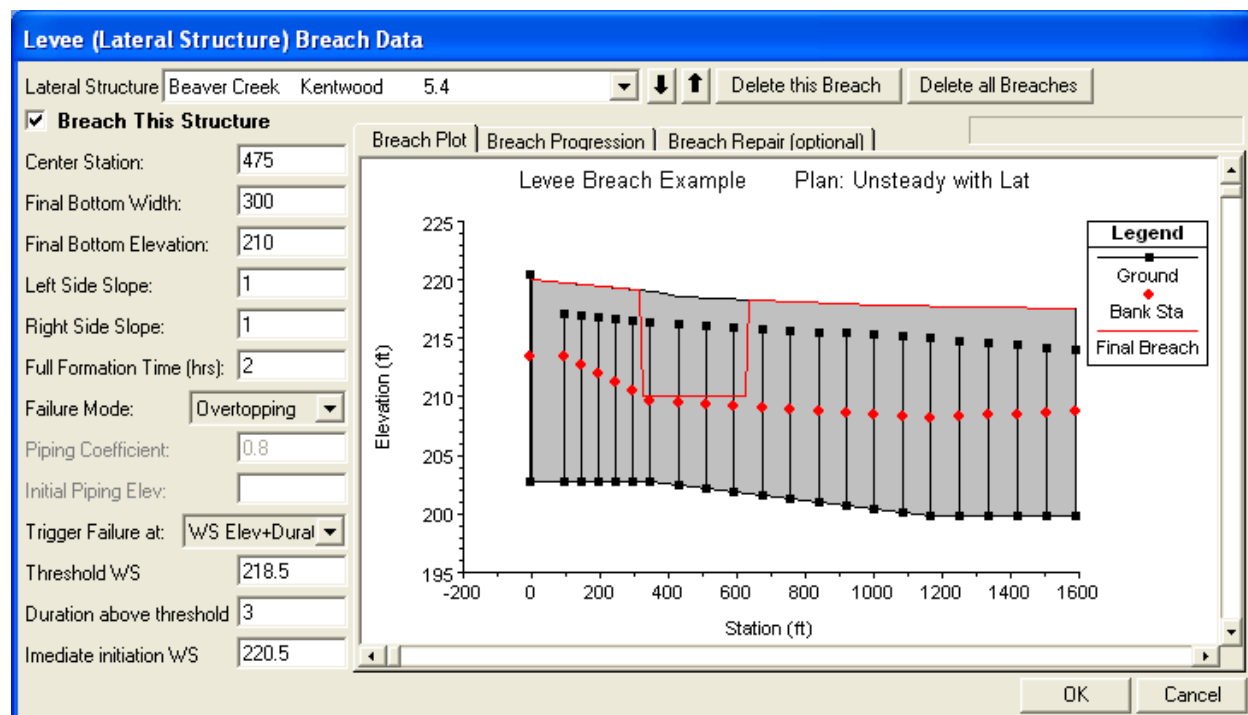 Levee (Lateral Structure) Breach Data
Lateral Structure Beaver Creek Kentwood 5.4 Delete this Breach Delete all Breaches
Breach This Structure
Center Station: 475
Final Bottom Width: 300
Final Bottom Elevation: 210
Left Side Slope: 1
Right Side Slope: 1
Full Formation Time (hrs): 2
Failure Mode: Overtopping
Piping Coefficient: 0.8
Initial Piping Elev:
Trigger Failure at: WS Elev+Durat
Threshold WS 218.5
Duration above threshold 3
Imediate initiation WS 220.5
Breach Plot Breach Progression Breach Repair (optional)
Levee Breach Example Plan: Unsteady with Lat
225
220
215
210
205
200
195
Elevation (ft)
-200 0 200 400 600 800 1000 1200 1400 1600
Station (ft)
Legend
Ground
Bank Sta
Final Breach
OK Cancel